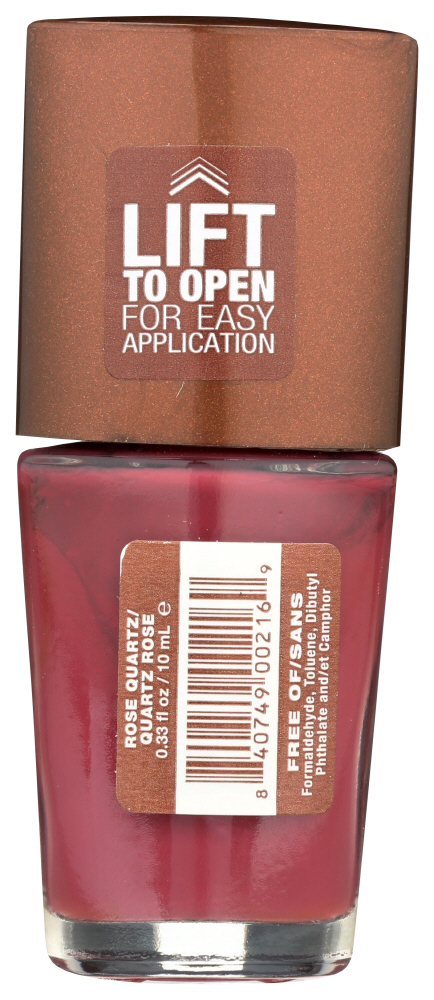 LIFT
TO OPEN
FOR EASY
APPLICATION
ROSE QUARTZ/
QUARTZ ROSE
0.33 fl oz / 10 mL e
8 40749 00216 9
FREE OF/SANS
Formaldehyde, Toluene, Dibutyl
Phthalate and/et Camphor